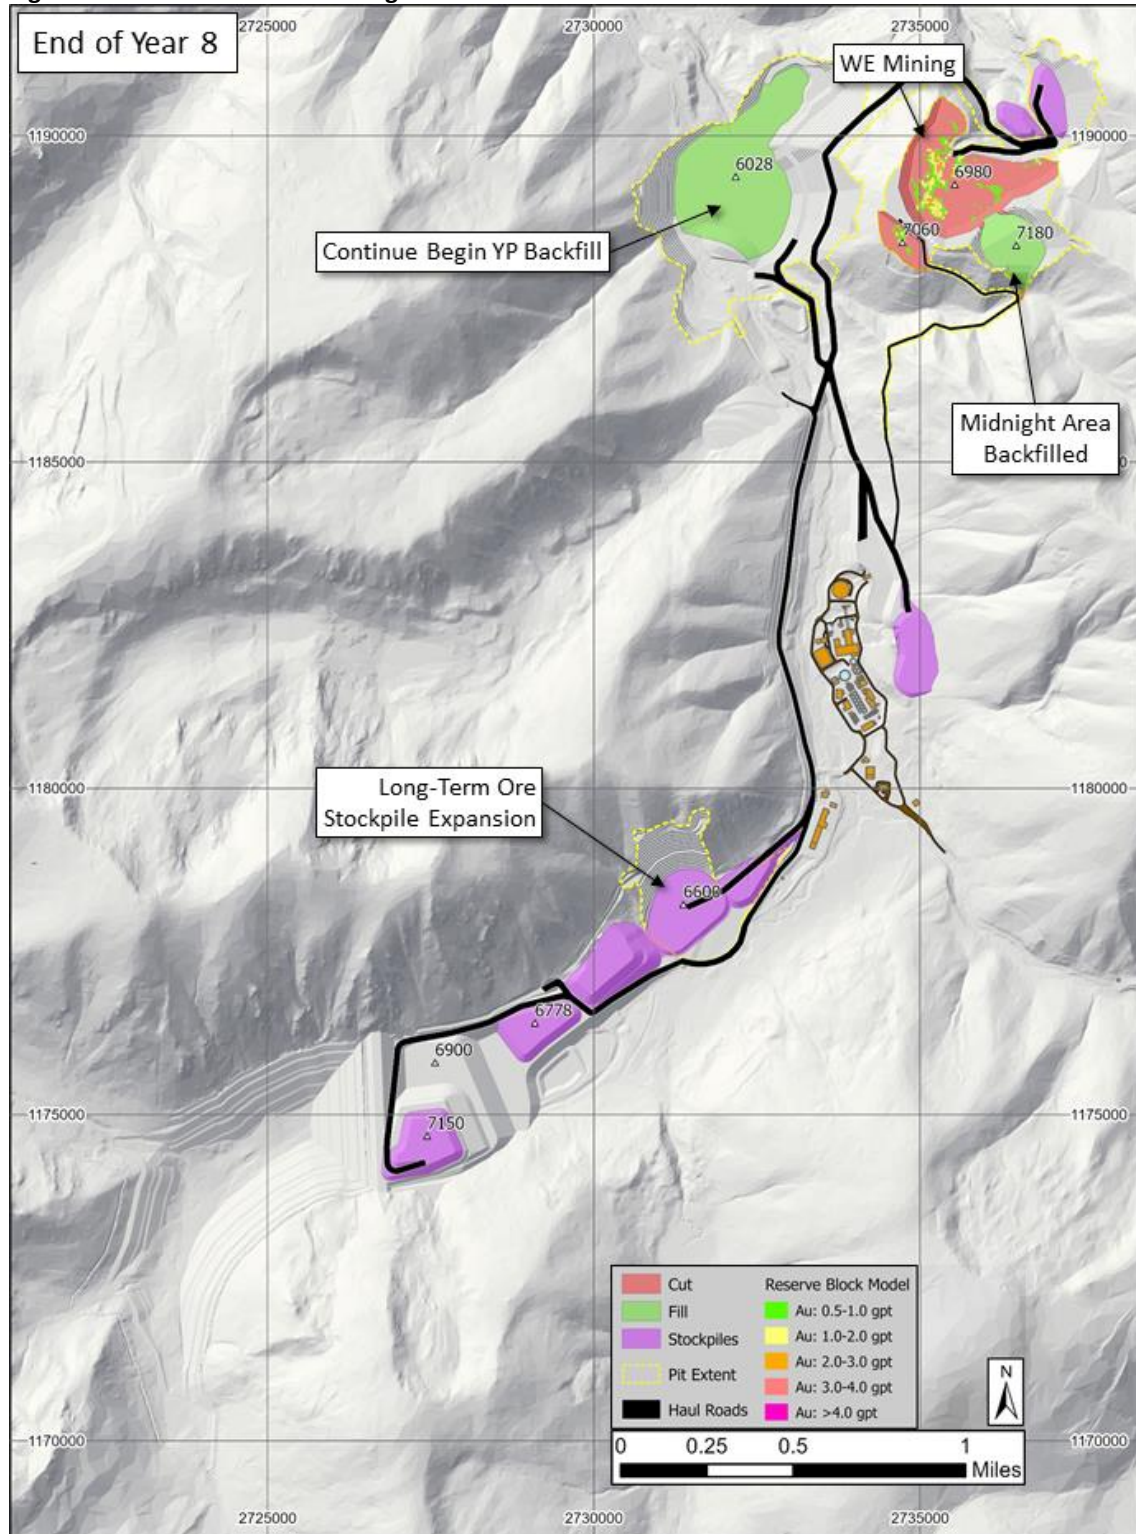 End of Year 8
2725000
2730000
2735000
WE Mining
1190000
1190000
6028
6980
7060
7180
Continue Begin YP Backfill
Midnight Area
Backfilled
1185000
Long-Term Ore
Stockpile Expansion
1180000
1180000
6600
6778
6900
7150
1175000
1175000
Cut
Fill
Stockpiles
Pit Extent
Haul Roads
Reserve Block Model
Au: 0.5-1.0 gpt
Au: 1.0-2.0 gpt
Au: 2.0-3.0 gpt
Au: 3.0-4.0 gpt
Au: >4.0 gpt
N
1170000
1170000
0 0.25 0.5 1
Miles
2725000
2730000
2735000